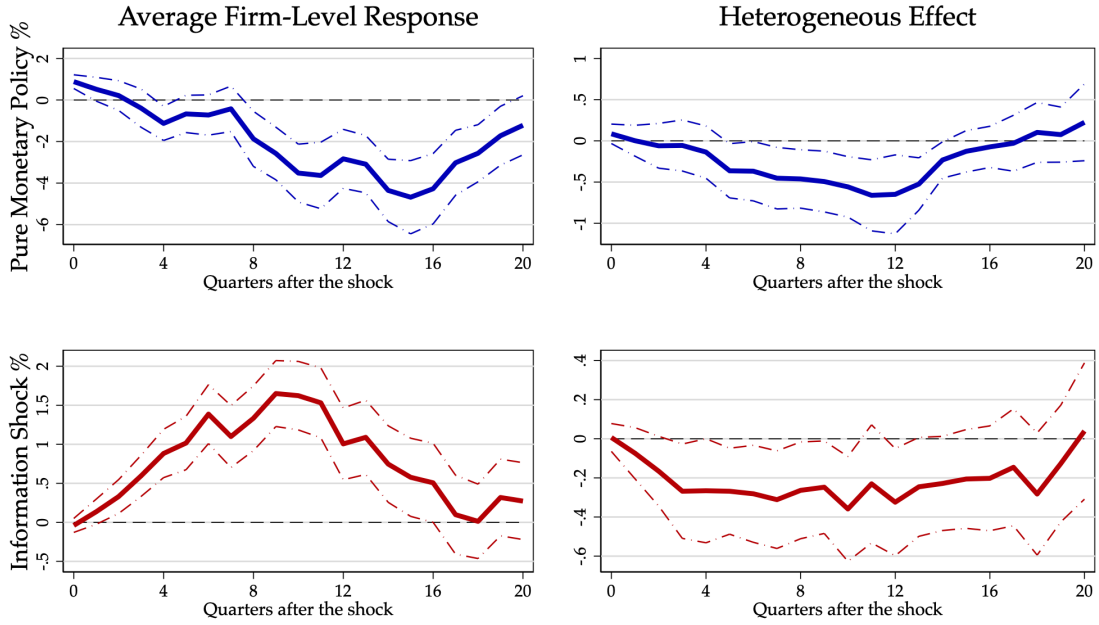 Average Firm-Level Response
Pure Monetary Policy %
2
0
-2
-4
-6
0 4 8 12 16 20
Quarters after the shock
Heterogeneous Effect
1
.5
0
-.5
-1
0 4 8 12 16 20
Quarters after the shock
Information Shock %
2
1.5
1
.5
0
-.5
0 4 8 12 16 20
Quarters after the shock
.4
.2
0
-.2
-.4
-.6
0 4 8 12 16 20
Quarters after the shock